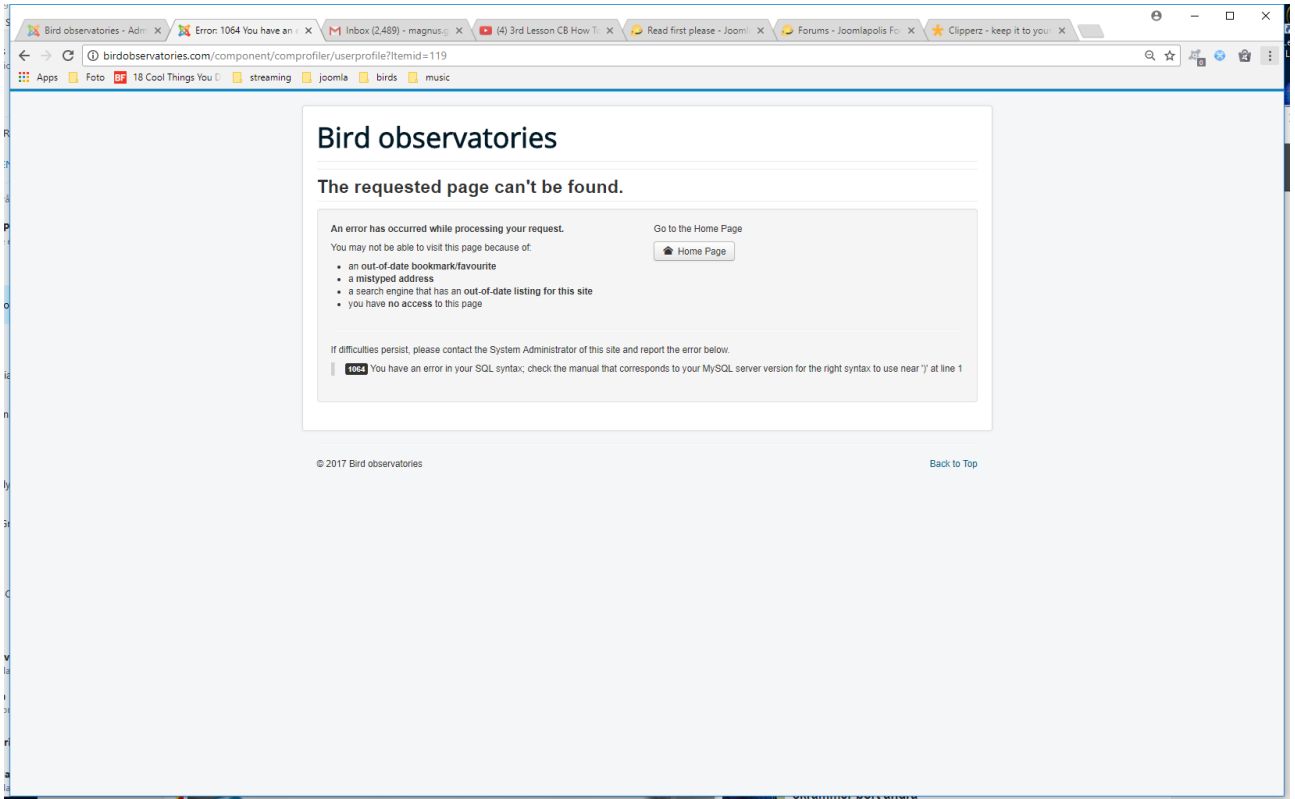 Bird observatories - Adm
Error: 1064 You have an
Inbox (2,489) - magnus.g
(4) 3rd Lesson CB How To
Read first please - Jooml
Forums - Joomlapolis For
Clipperz - keep it to your
birdobservatories.com/component/comprofiler/userprofile?Itemid=119
Apps Foto BF 18 Cool Things You D streaming joomla birds music
Bird observatories
The requested page can't be found.
An error has occurred while processing your request.
You may not be able to visit this page because of:
an out-of-date bookmark/favourite
a mistyped address
a search engine that has an out-of-date listing for this site
you have no access to this page
Go to the Home Page
Home Page
If difficulties persist, please contact the System Administrator of this site and report the error below.
1064 You have an error in your SQL syntax; check the manual that corresponds to your MySQL server version for the right syntax to use near ')' at line 1
© 2017 Bird observatories
Back to Top